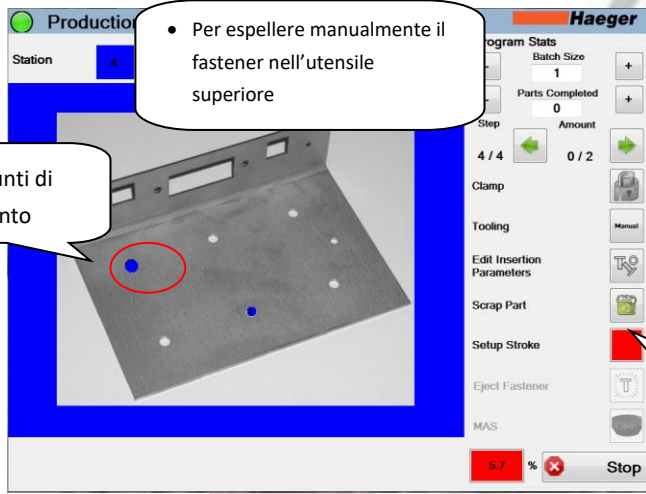 Production
Haeger
• Per espellere manualmente il
fastener nell'utensile
superiore
Station
4
Program Stats
Batch Size
-
1
+
Parts Completed
-
0
+
Step
Amount
4 / 4
0 / 2
unti di
nto
Clamp
Tooling
Manual
Edit Insertion
Parameters
Scrap Part
Setup Stroke
Eject Fastener
MAS
OFF
5.7 %
Stop